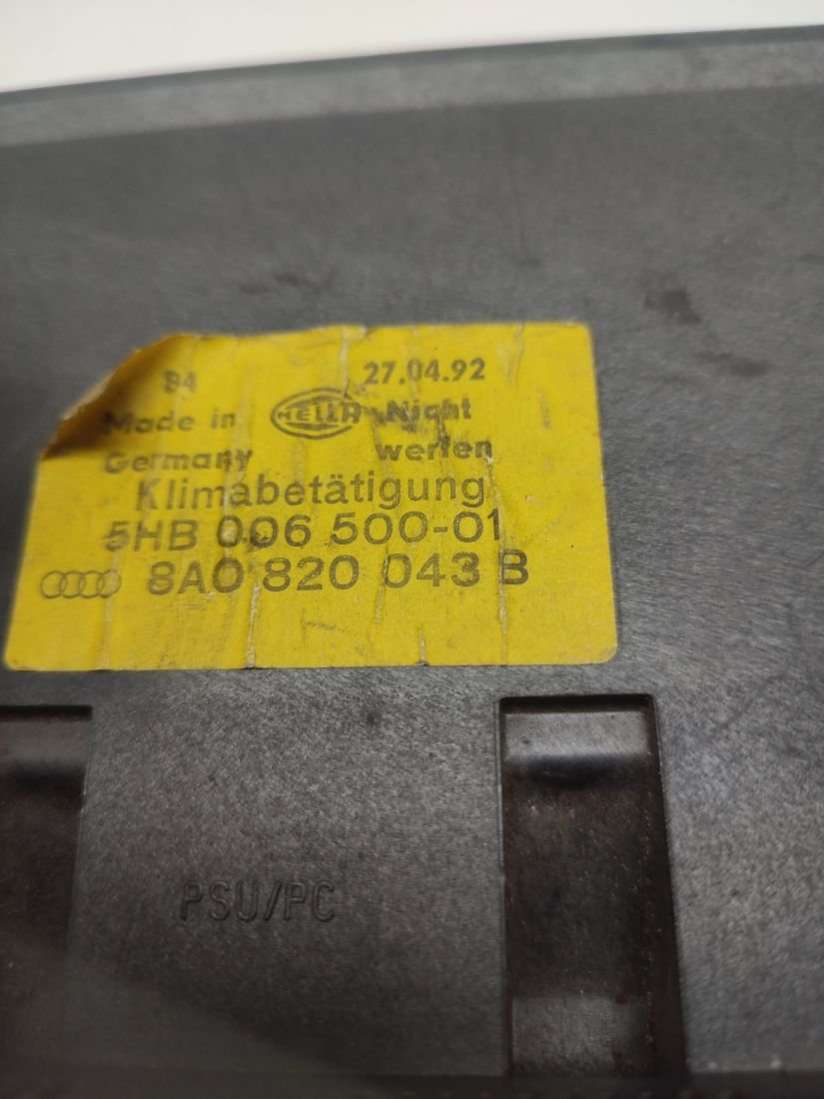 84 27.04.92
Made in HELLA Nicht
Germany werfen
Klimabetätigung
5HB 006 500-01
8A0 820 043 B
PSU/PC